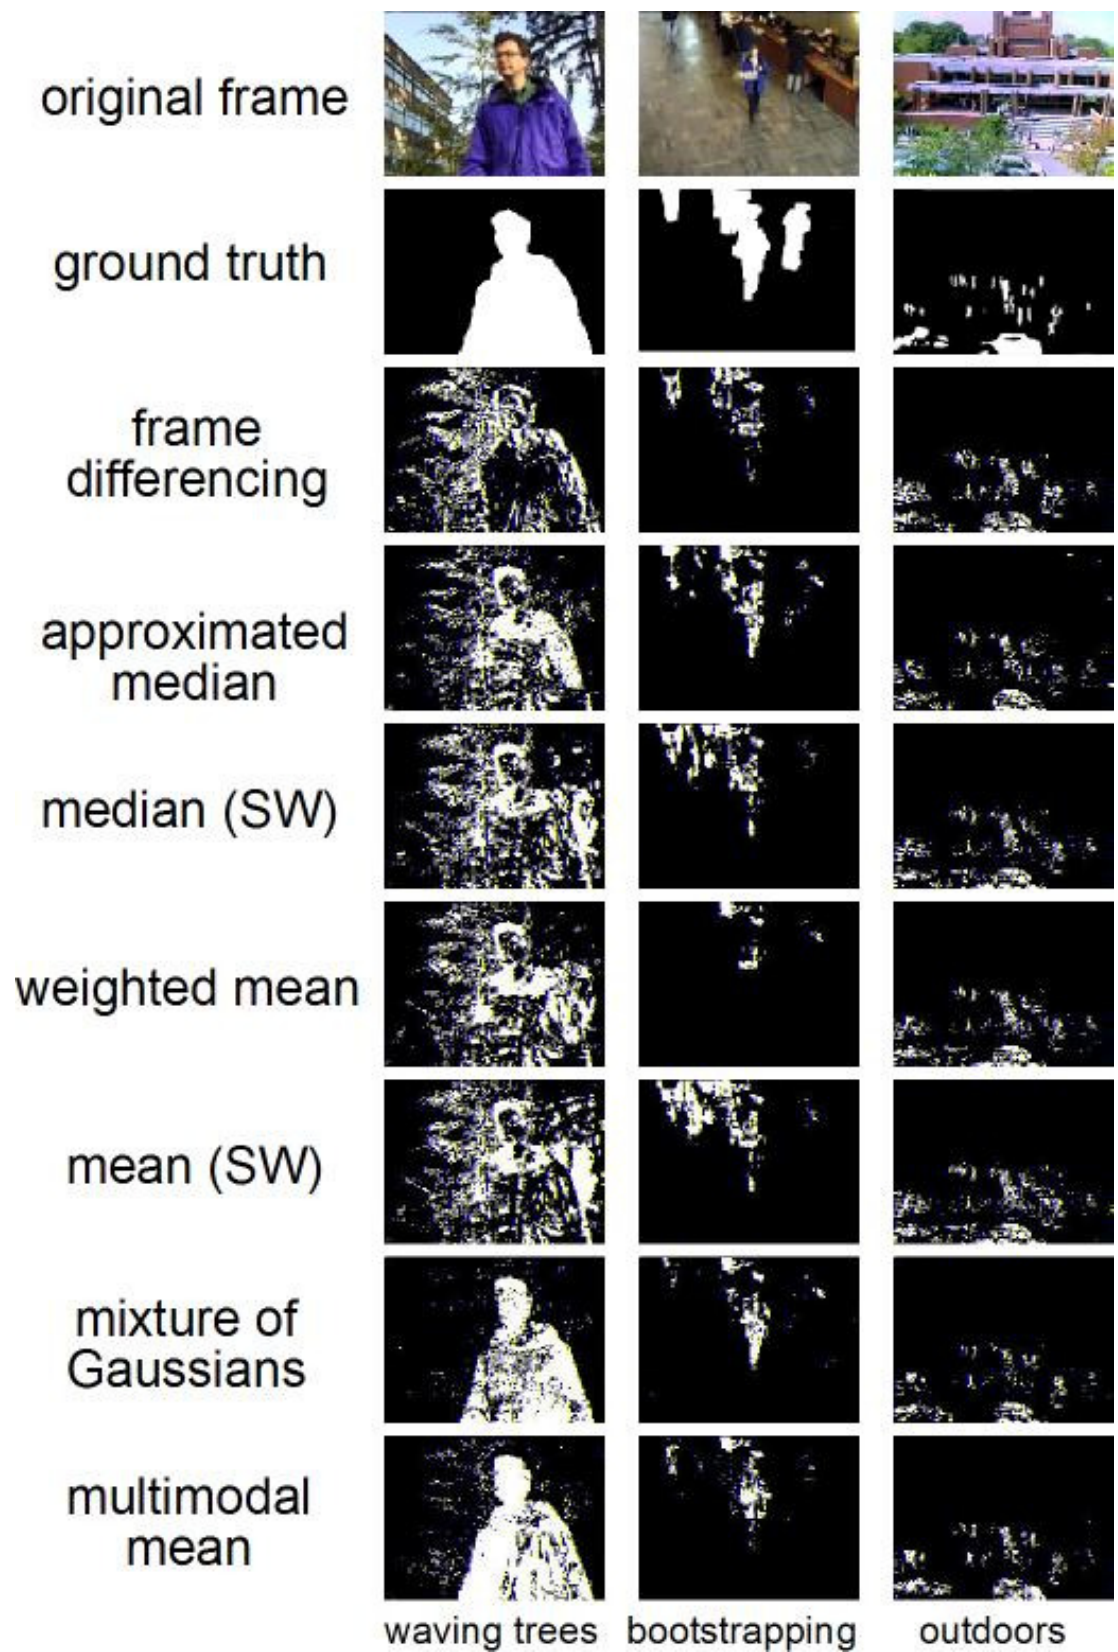 original frame
ground truth
frame
differencing
approximated
median
median (SW)
weighted mean
mean (SW)
mixture of
Gaussians
multimodal
mean
waving trees bootstrapping outdoors